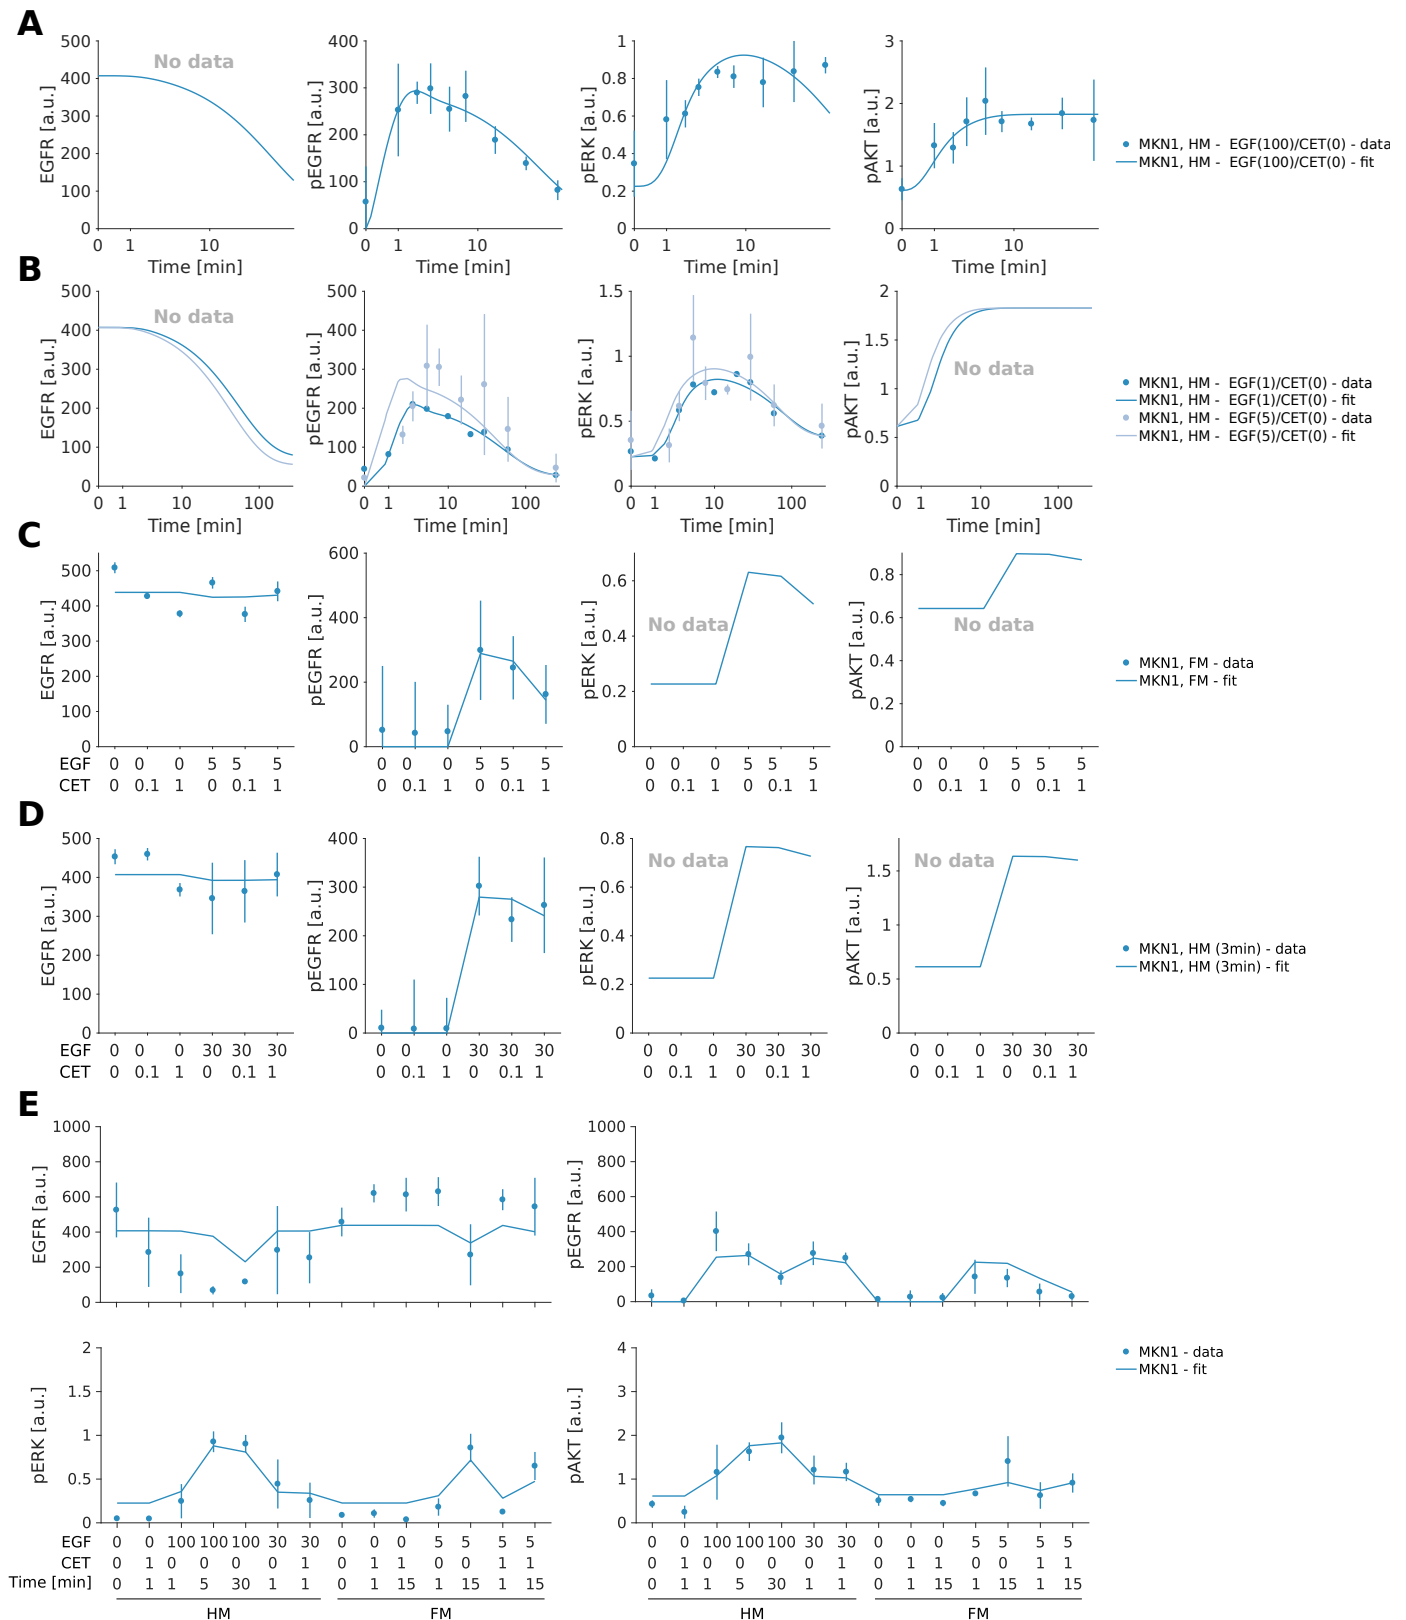 A
500
400
300
200
100
0
EGFR [a.u.]
No data
0 1 10
Time [min]
400
300
200
100
0
pEGFR [a.u.]
0 1 10
Time [min]
1
0.8
0.6
0.4
0.2
0
pERK [a.u.]
0 1 10
Time [min]
3
2
1
0
pAKT [a.u.]
0 1 10
Time [min]
MKN1, HM - EGF(100)/CET(0) - data
MKN1, HM - EGF(100)/CET(0) - fit
B
500
400
300
200
100
0
EGFR [a.u.]
No data
0 1 10 100
Time [min]
500
400
300
200
100
0
pEGFR [a.u.]
0 1 10 100
Time [min]
1.5
1
0.5
0
pERK [a.u.]
0 1 10 100
Time [min]
2
1.5
1
0.5
0
pAKT [a.u.]
No data
0 1 10 100
Time [min]
MKN1, HM - EGF(1)/CET(0) - data
MKN1, HM - EGF(1)/CET(0) - fit
MKN1, HM - EGF(5)/CET(0) - data
MKN1, HM - EGF(5)/CET(0) - fit
C
500
400
300
200
100
0
EGFR [a.u.]
EGF 0 0 0 5 5 5
CET 0 0.1 1 0 0.1 1
600
400
200
0
pEGFR [a.u.]
0 0 0 5 5 5
0 0.1 1 0 0.1 1
0.6
0.4
0.2
0
pERK [a.u.]
No data
0 0 0 5 5 5
0 0.1 1 0 0.1 1
0.8
0.6
0.4
0.2
0
pAKT [a.u.]
No data
0 0 0 5 5 5
0 0.1 1 0 0.1 1
MKN1, FM - data
MKN1, FM - fit
D
500
400
300
200
100
0
EGFR [a.u.]
EGF 0 0 0 30 30 30
CET 0 0.1 1 0 0.1 1
400
300
200
100
0
pEGFR [a.u.]
0 0 0 30 30 30
0 0.1 1 0 0.1 1
0.8
0.6
0.4
0.2
0
pERK [a.u.]
No data
0 0 0 30 30 30
0 0.1 1 0 0.1 1
1.5
1
0.5
0
pAKT [a.u.]
No data
0 0 0 30 30 30
0 0.1 1 0 0.1 1
MKN1, HM (3min) - data
MKN1, HM (3min) - fit
E
1000
800
600
400
200
0
EGFR [a.u.]
1000
800
600
400
200
0
pEGFR [a.u.]
2
1.5
1
0.5
0
pERK [a.u.]
EGF 0 0 100 100 100 30 30 0 0 0 5 5 5 5
CET 0 1 0 0 0 0 1 0 1 1 0 0 1 1
Time [min] 0 1 1 5 30 1 1 0 1 15 1 15 1 15
HM FM
4
3
2
1
0
pAKT [a.u.]
0 0 100 100 100 30 30 0 0 0 5 5 5 5
0 1 0 0 0 0 1 0 1 1 0 0 1 1
0 1 1 5 30 1 1 0 1 15 1 15 1 15
HM FM
MKN1 - data
MKN1 - fit